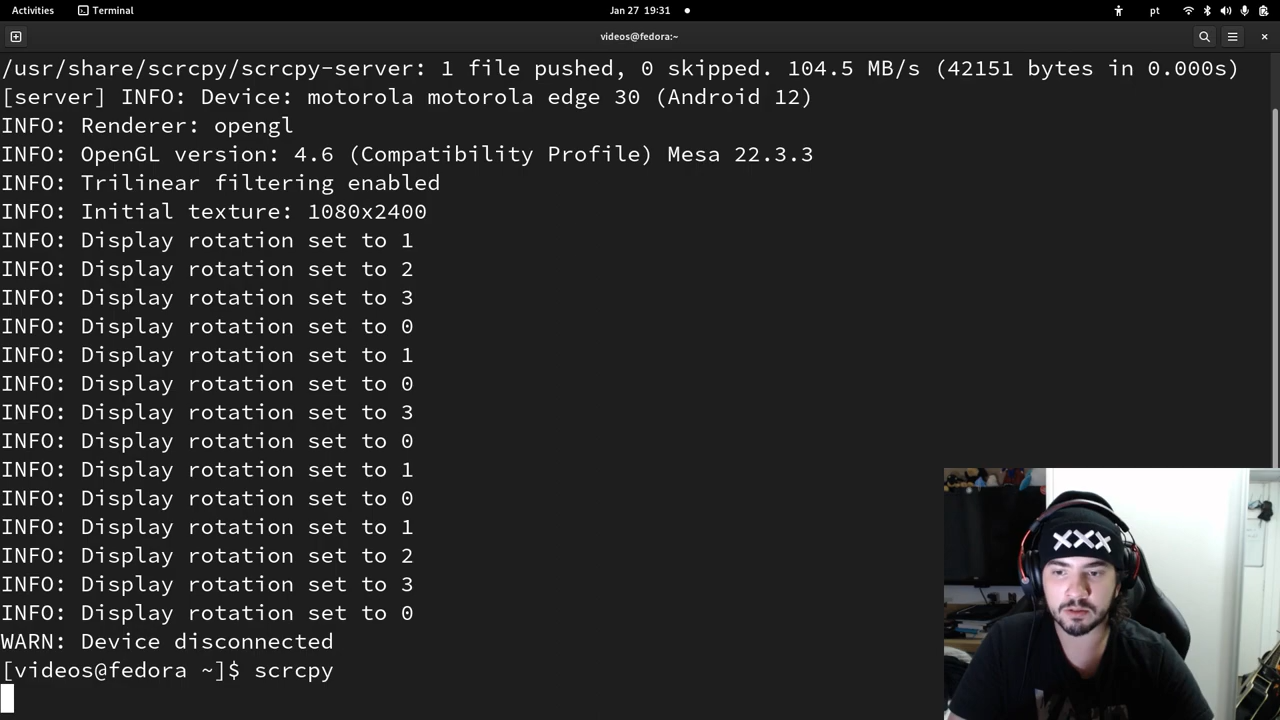 Activities Terminal Jan 27 19:31 pt
videos@fedora:~
/usr/share/scrcpy/scrcpy-server: 1 file pushed, 0 skipped. 104.5 MB/s (42151 bytes in 0.000s)
[server] INFO: Device: motorola motorola edge 30 (Android 12)
INFO: Renderer: opengl
INFO: OpenGL version: 4.6 (Compatibility Profile) Mesa 22.3.3
INFO: Trilinear filtering enabled
INFO: Initial texture: 1080x2400
INFO: Display rotation set to 1
INFO: Display rotation set to 2
INFO: Display rotation set to 3
INFO: Display rotation set to 0
INFO: Display rotation set to 1
INFO: Display rotation set to 0
INFO: Display rotation set to 3
INFO: Display rotation set to 0
INFO: Display rotation set to 1
INFO: Display rotation set to 0
INFO: Display rotation set to 1
INFO: Display rotation set to 2
INFO: Display rotation set to 3
INFO: Display rotation set to 0
WARN: Device disconnected
[videos@fedora ~]$ scrcpy
XXX